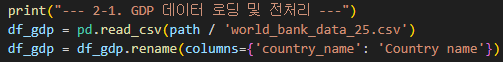 print("--- 2-1. GDP 데이터 로딩 및 전처리 ---")
df_gdp = pd.read_csv(path / 'world_bank_data_25.csv')
df_gdp = df_gdp.rename(columns={'country_name': 'Country name'})